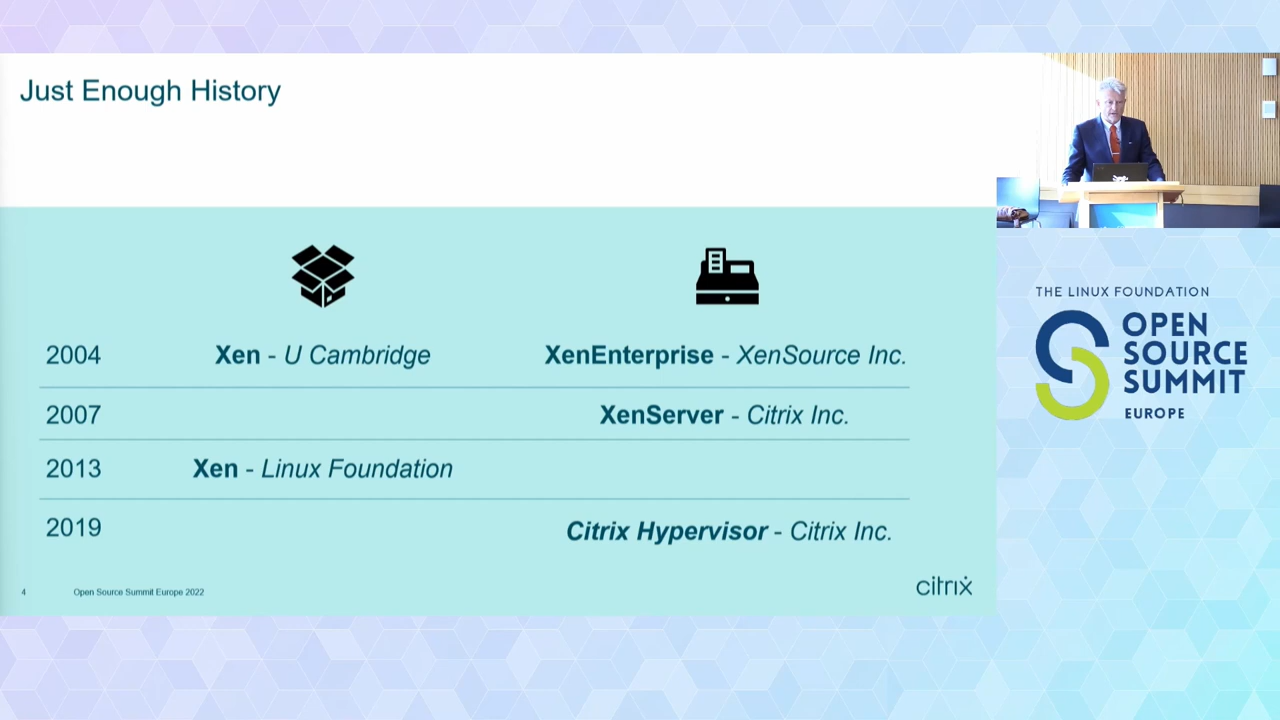 Just Enough History
2004 Xen - U Cambridge XenEnterprise - XenSource Inc.
2007 XenServer - Citrix Inc.
2013 Xen - Linux Foundation
2019 Citrix Hypervisor - Citrix Inc.
4 Open Source Summit Europe 2022
citrix
THE LINUX FOUNDATION
OPEN
SOURCE
SUMMIT
EUROPE